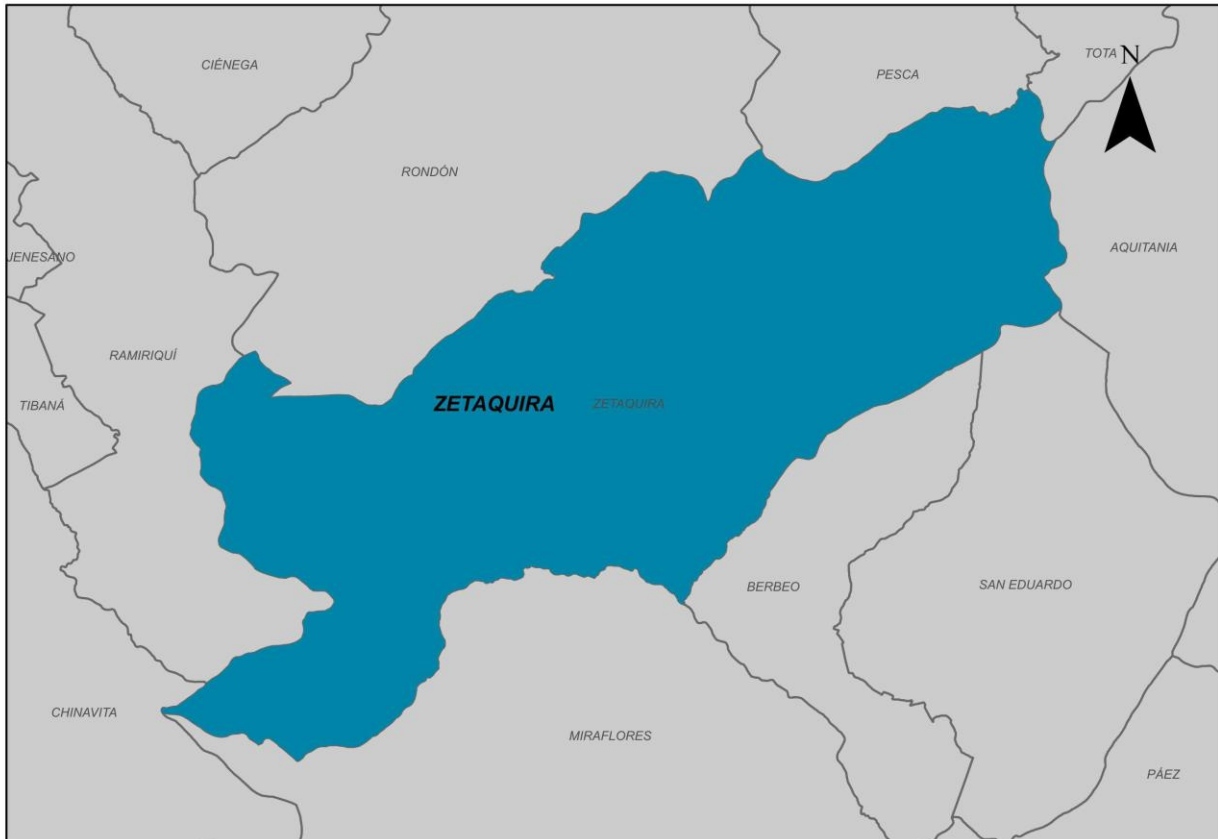 TOTA
N
CIÉNEGA
PESCA
RONDÓN
AQUITANIA
JENESANO
RAMIRIQUÍ
TIBANÁ
ZETAQUIRA
ZETAQUIRA
BERBEO
SAN EDUARDO
CHINAVITA
MIRAFLORES
PÁEZ